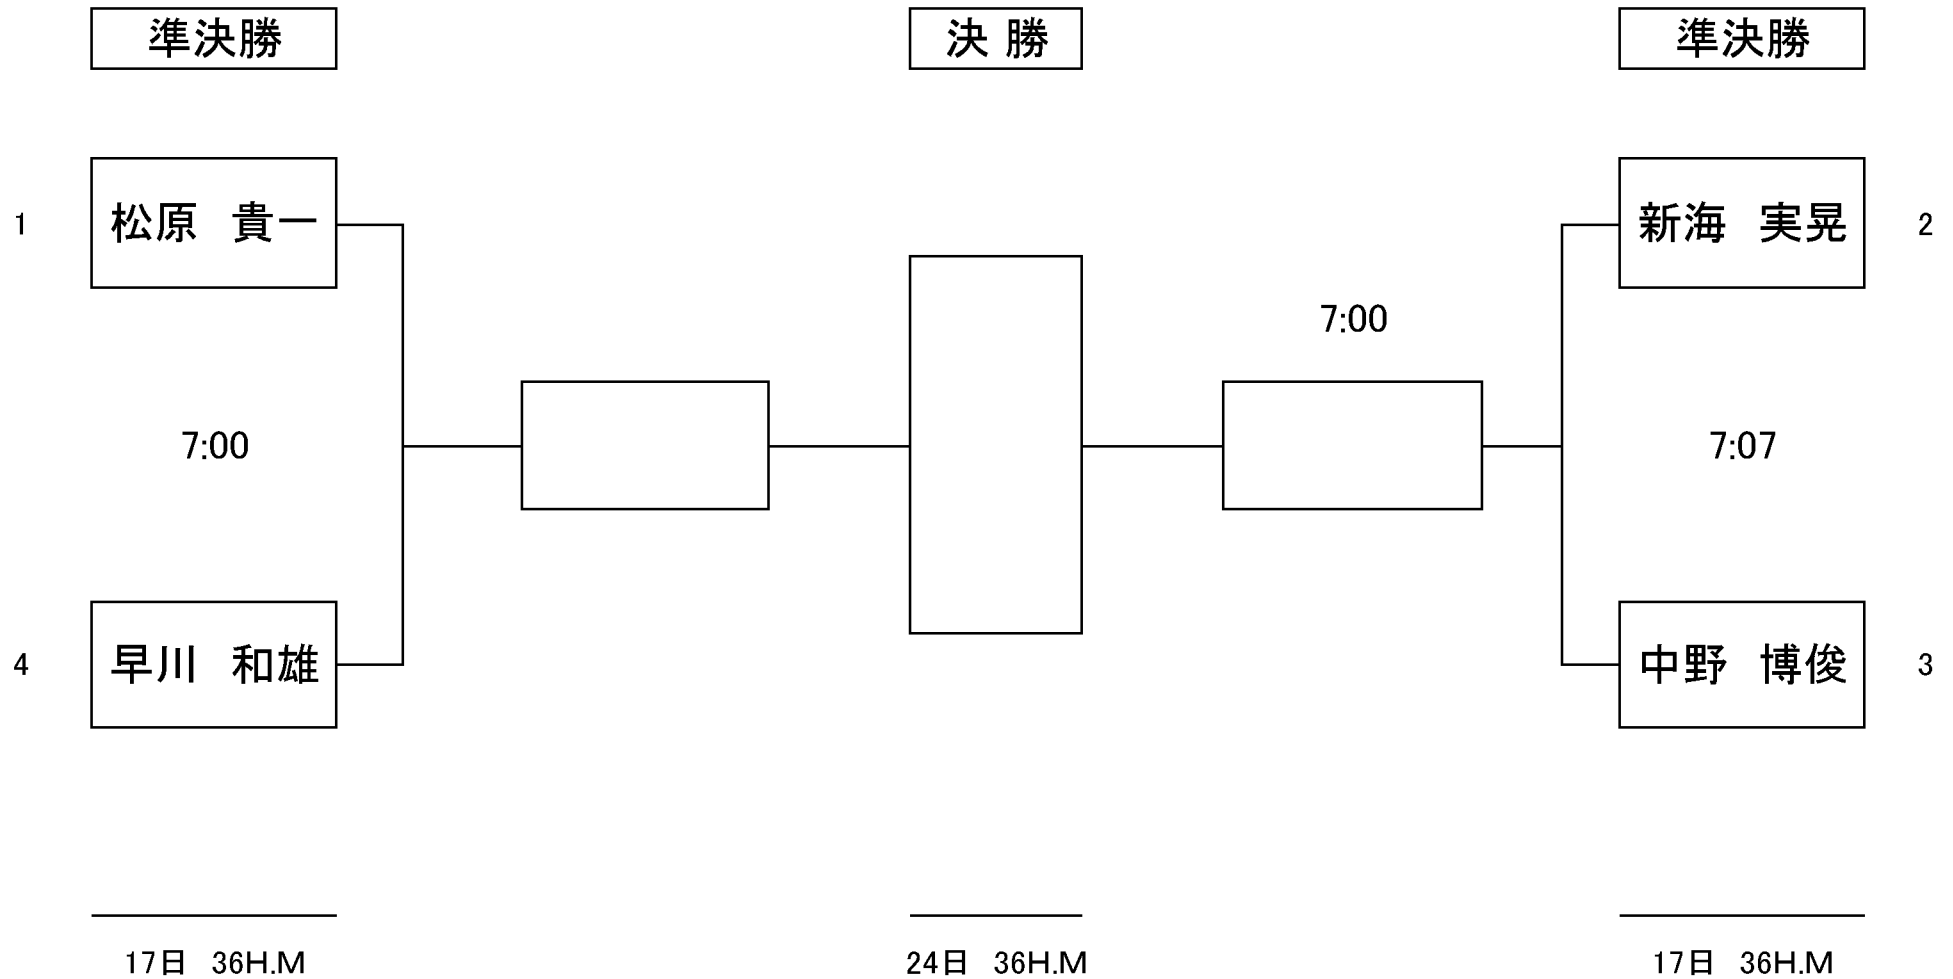 準決勝
決 勝
準決勝
1
松原 貴一
新海 実晃
2
7:00
7:00
7:07
4
早川 和雄
中野 博俊
3
17日 36H.M
24日 36H.M
17日 36H.M